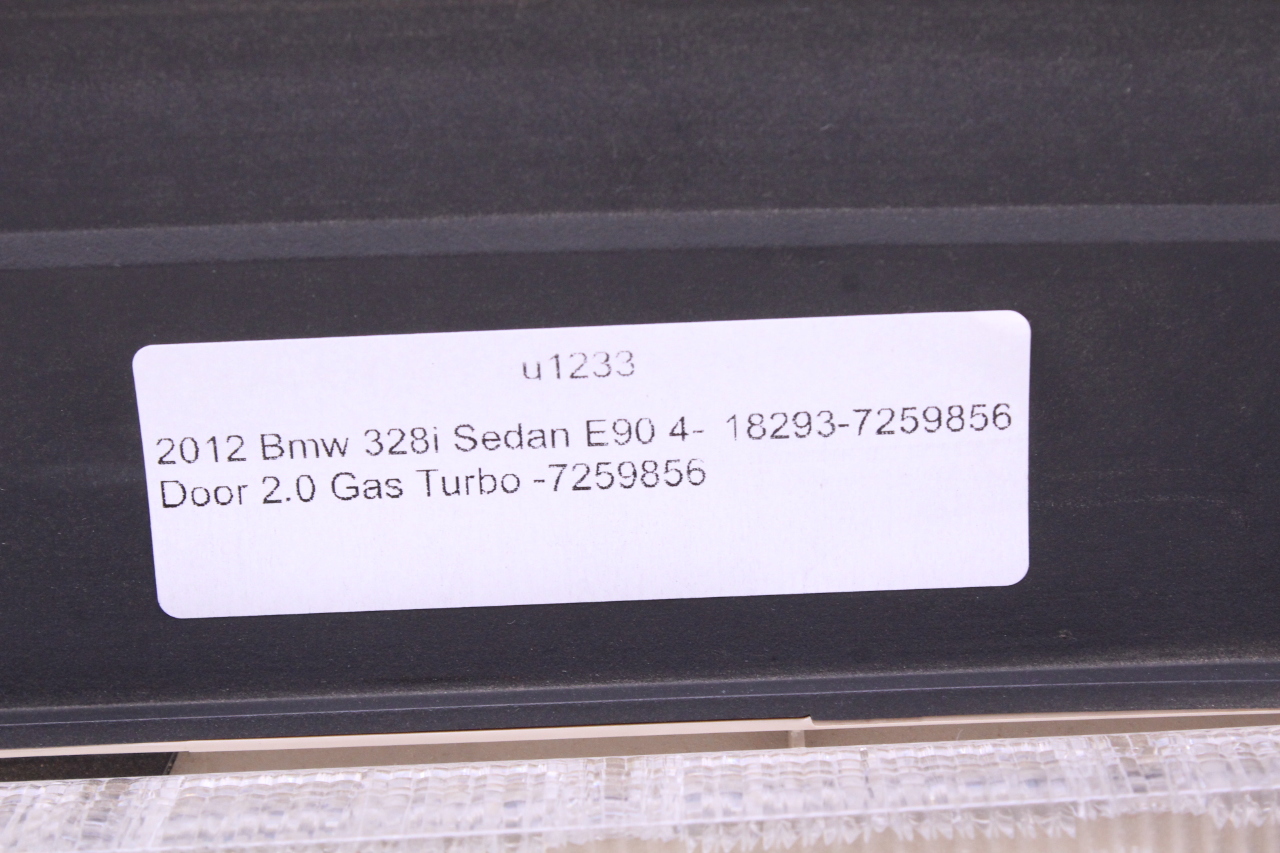 u1233
2012 Bmw 328i Sedan E90 4- 18293-7259856
Door 2.0 Gas Turbo -7259856